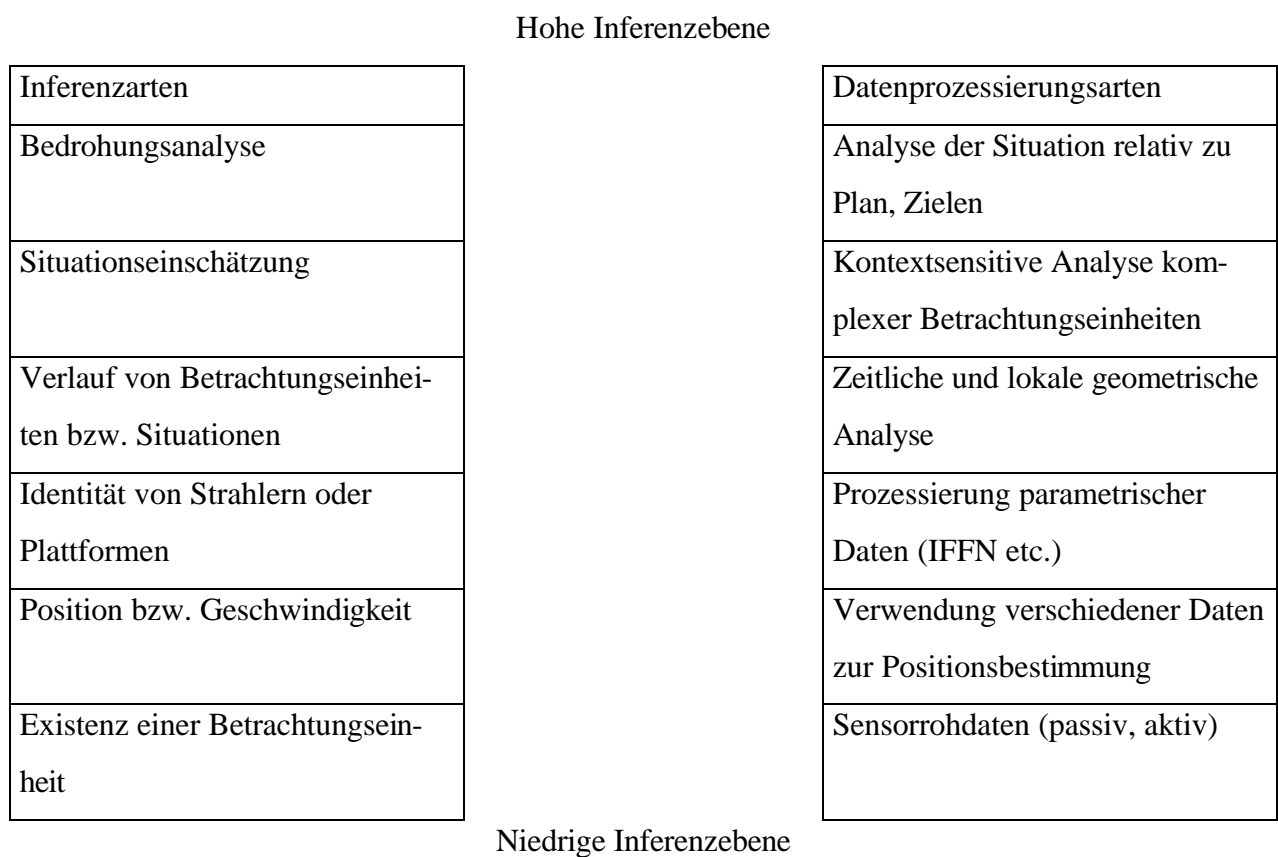 Hohe Inferenzebene
Inferenzarten
Datenprozessierungsarten
Bedrohungsanalyse
Analyse der Situation relativ zu
Plan, Zielen
Situationseinschätzung
Kontextsensitive Analyse kom-
plexer Betrachtungseinheiten
Verlauf von Betrachtungseinhei-
ten bzw. Situationen
Zeitliche und lokale geometrische
Analyse
Identität von Strahlern oder
Plattformen
Prozessierung parametrischer
Daten (IFFN etc.)
Position bzw. Geschwindigkeit
Verwendung verschiedener Daten
zur Positionsbestimmung
Existenz einer Betrachtungsein-
heit
Sensorrohdaten (passiv, aktiv)
Niedrige Inferenzebene